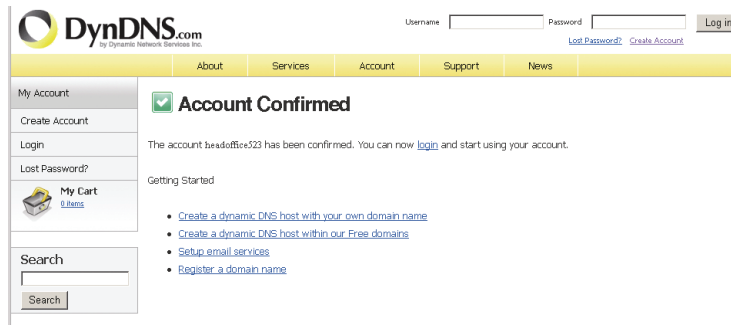 DynDNS.com
by Dynamic Network Services Inc.
Username
Password
Log in
Lost Password? Create Account
About Services Account Support News
My Account
Create Account
Login
Lost Password?
My Cart
0 items
Search
Search
Account Confirmed
The account headoffice523 has been confirmed. You can now login and start using your account.
Getting Started
Create a dynamic DNS host with your own domain name
Create a dynamic DNS host within our Free domains
Setup email services
Register a domain name